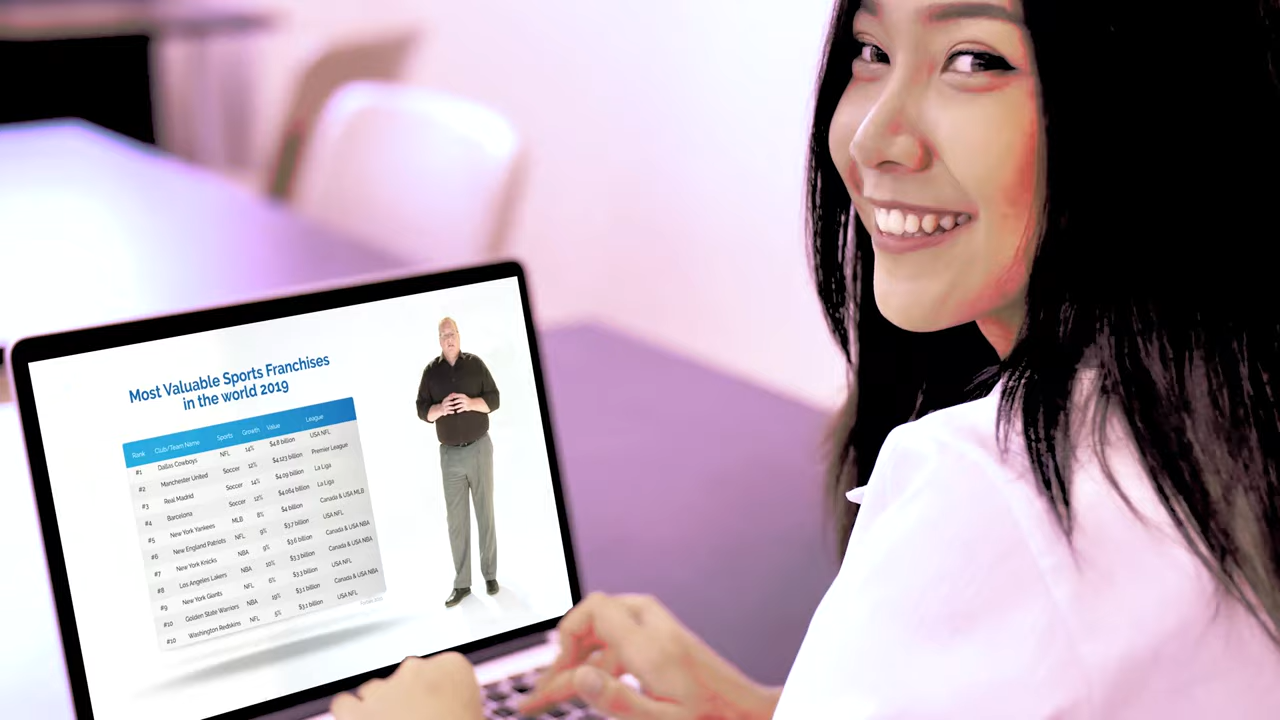 Most Valuable Sports Franchises
in the world 2019
Rank Club/Team Name Sports Growth Value League
#1 Dallas Cowboys NFL 14% $4.8 billion USA NFL
#2 Manchester United Soccer 12% $4.123 billion Premier League
#3 Real Madrid Soccer 14% $4.09 billion La Liga
#4 Barcelona Soccer 12% $4.064 billion La Liga
#5 New York Yankees MLB 8% $4 billion Canada & USA MLB
#6 New England Patriots NFL 9% $3.7 billion USA NFL
#7 New York Knicks NBA 9% $3.6 billion Canada & USA NBA
#8 Los Angeles Lakers NBA 10% $3.3 billion Canada & USA NBA
#9 New York Giants NFL 6% $3.3 billion USA NFL
#10 Golden State Warriors NBA 19% $3.1 billion Canada & USA NBA
#10 Washington Redskins NFL 5% $3.1 billion USA NFL